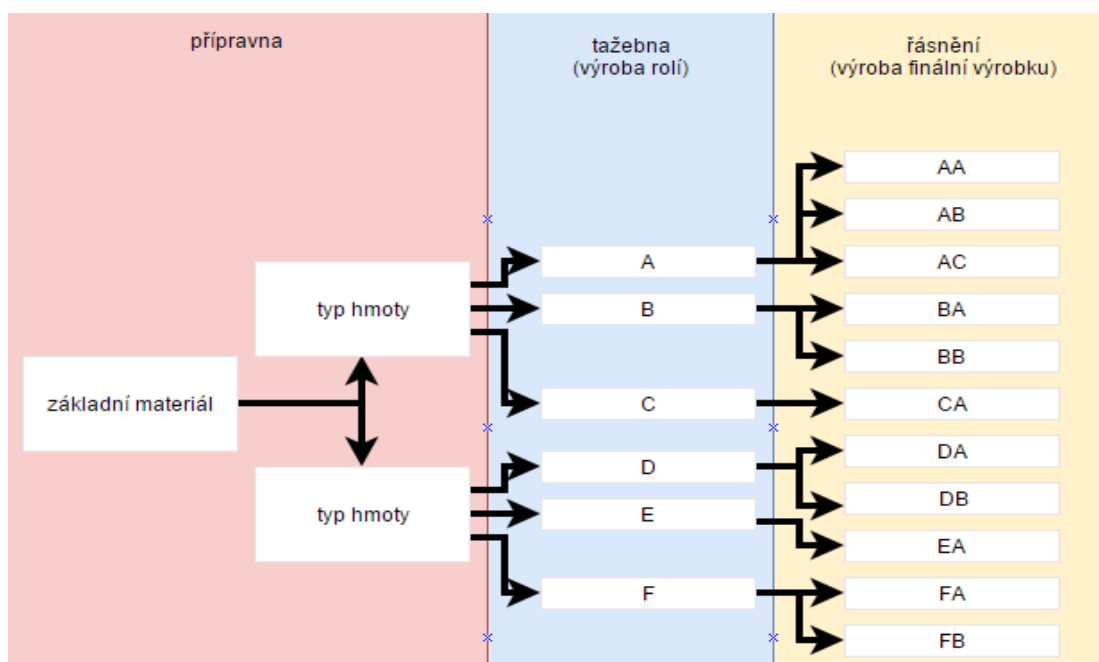 přípravna
tažebna
(výroba rolí)
řásnění
(výroba finální výrobku)
základní materiál
typ hmoty
typ hmoty
A
B
C
D
E
F
AA
AB
AC
BA
BB
CA
DA
DB
EA
FA
FB